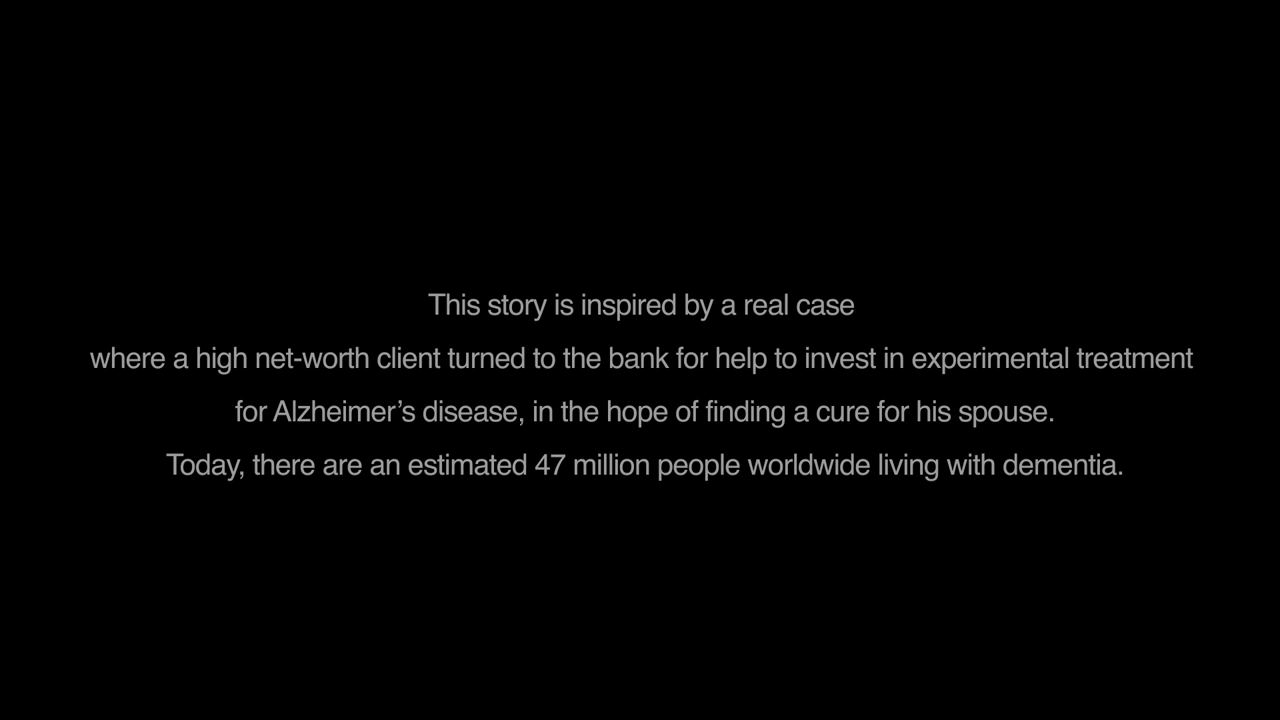 This story is inspired by a real case
where a high net-worth client turned to the bank for help to invest in experimental treatment
for Alzheimer’s disease, in the hope of finding a cure for his spouse.
Today, there are an estimated 47 million people worldwide living with dementia.